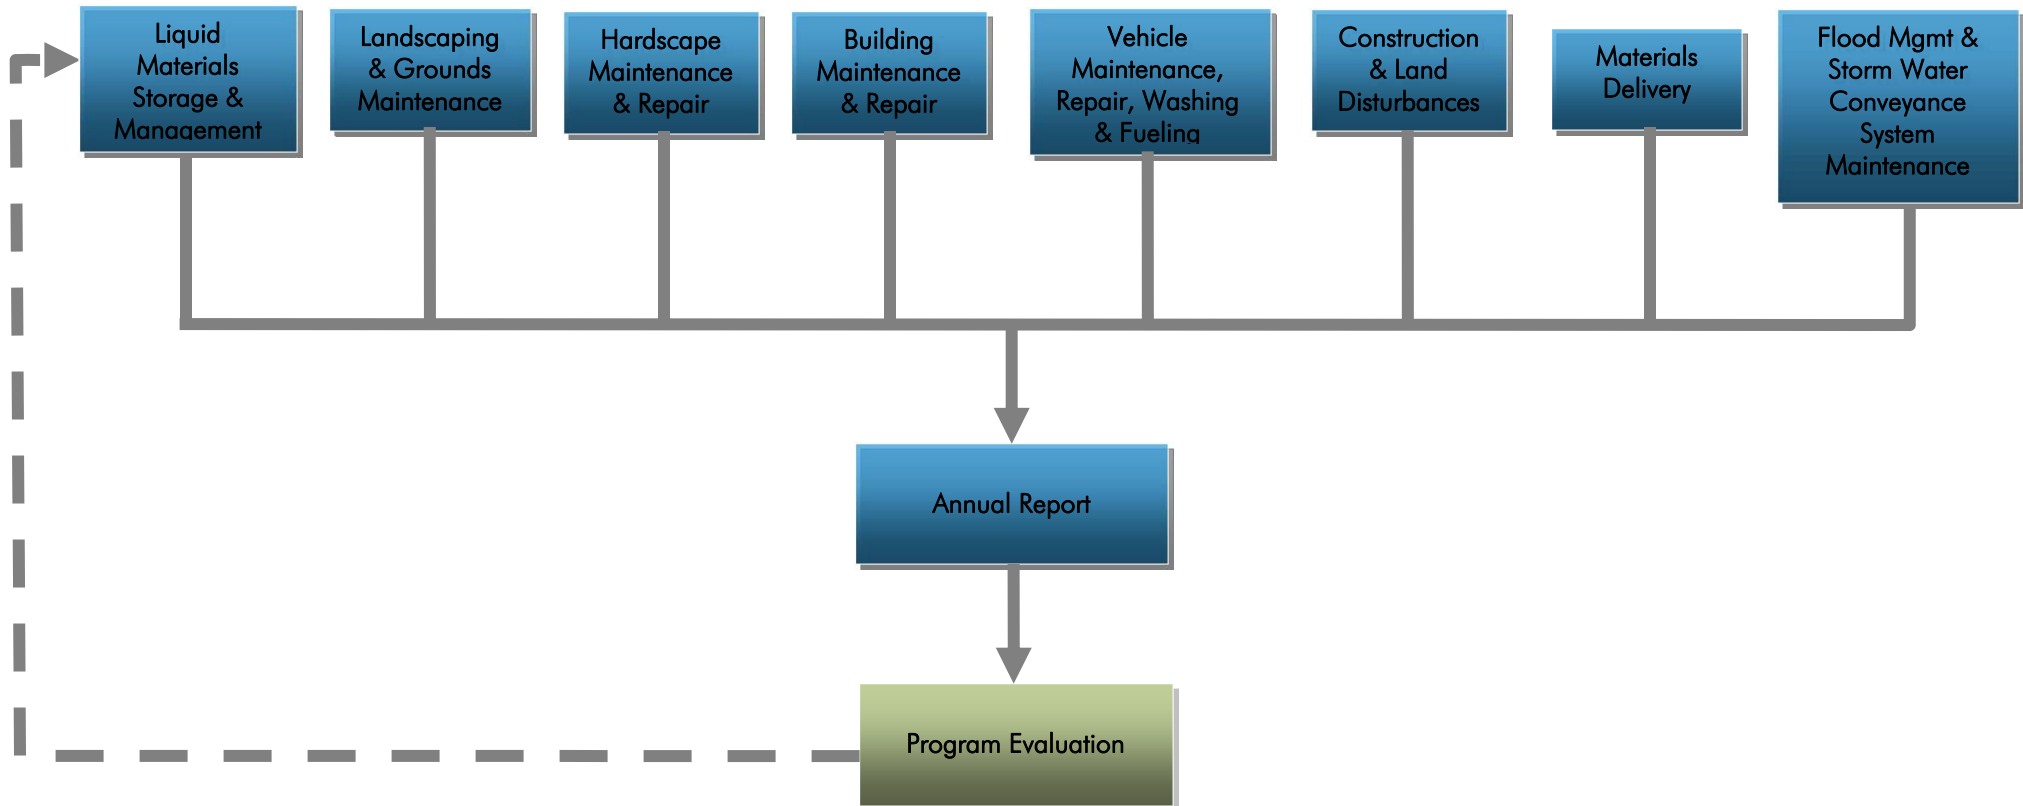 Liquid
Materials
Storage &
Management
Landscaping
& Grounds
Maintenance
Hardscape
Maintenance
& Repair
Building
Maintenance
& Repair
Vehicle
Maintenance,
Repair, Washing
& Fueling
Construction
& Land
Disturbances
Materials
Delivery
Flood Mgmt &
Storm Water
Conveyance
System
Maintenance
Annual Report
Program Evaluation